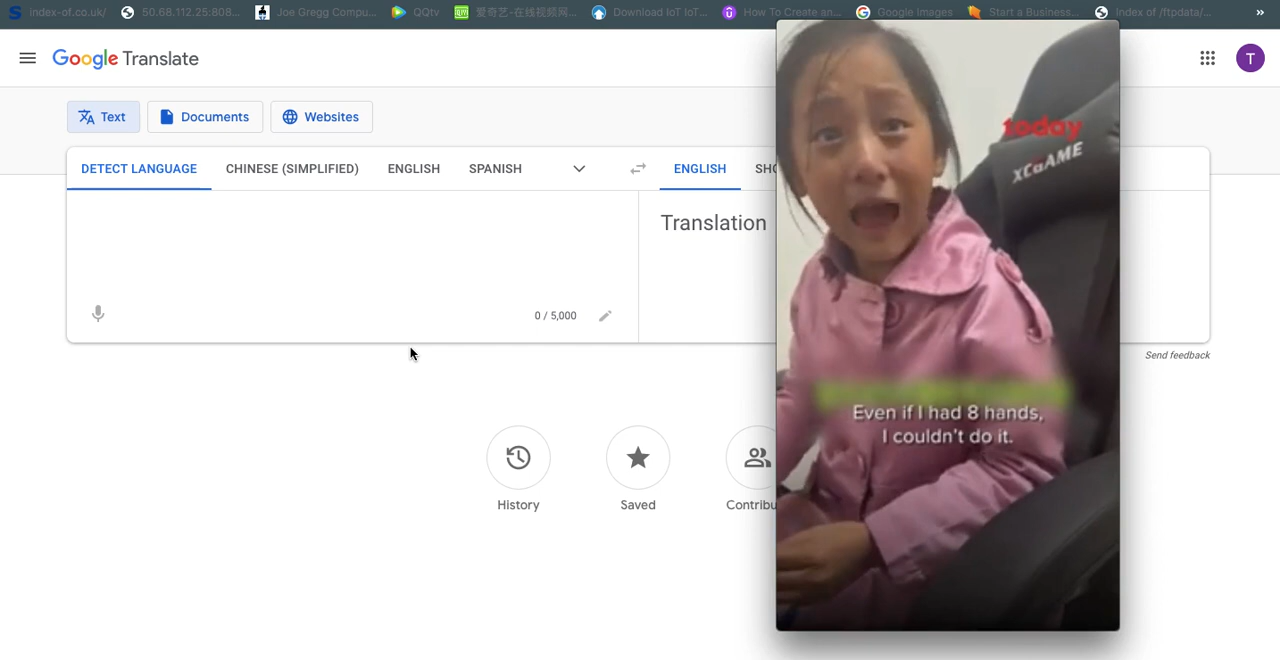 index-of.co.uk/ 50.68.112.25:808... Joe Gregg Compu... QQtv 爱奇艺-在线视频网... Download IoT IoT... How To Create an... Google Images Start a Business... Index of /ftpdata/... »
Google Translate
T
Text Documents Websites
DETECT LANGUAGE CHINESE (SIMPLIFIED) ENGLISH SPANISH ENGLISH SHO
Translation
0 / 5,000
Send feedback
History Saved Contribu
today
XCGAME
Even if I had 8 hands,
I couldn't do it.